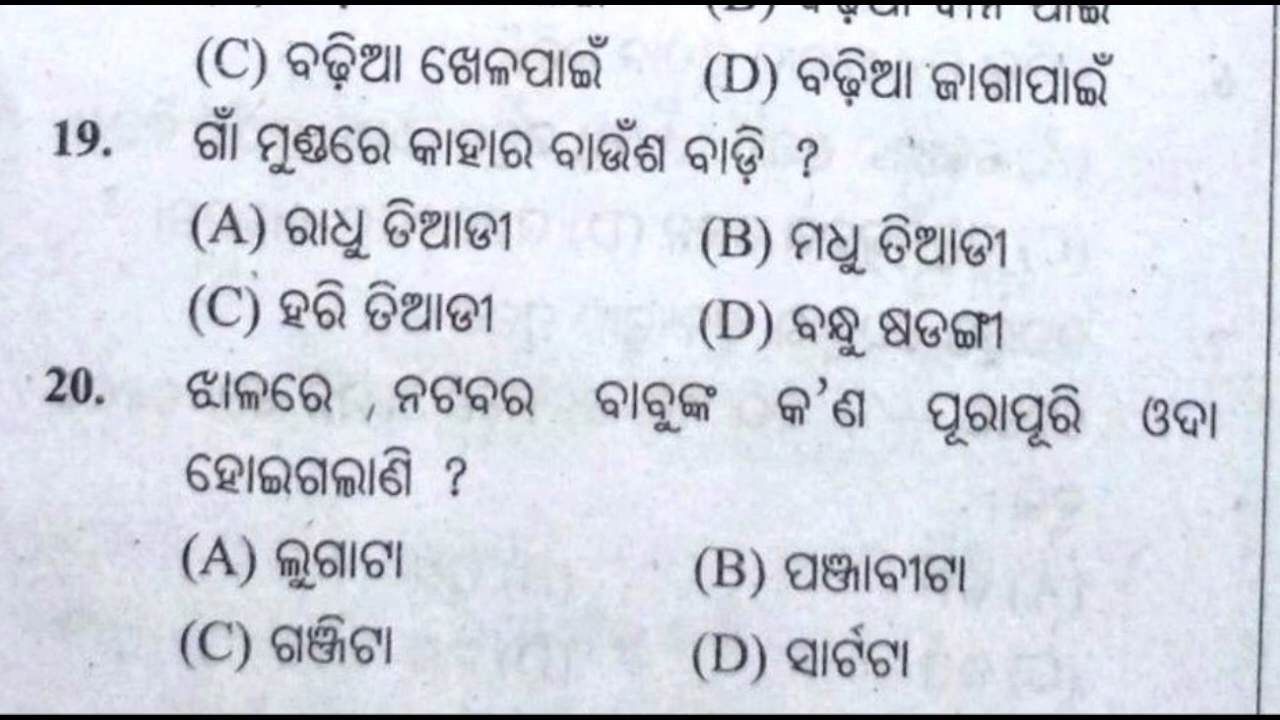 (C) ବଢ଼ିଆ ଖେଳପାଇଁ (D) ବଢ଼ିଆ ଜାଗାପାଇଁ
19. ଗାଁ ମୁଣ୍ଡରେ କାହାର ବାଉଁଶ ବାଡ଼ି ?
(A) ରାଧୁ ତିଆଡୀ (B) ମଧୁ ତିଆଡୀ
(C) ହରି ତିଆଡୀ (D) ବନ୍ଧୁ ଷଡଙ୍ଗୀ
20. ଝାଳରେ ନଟବର ବାବୁଙ୍କ କ'ଣ ପୂରାପୂରି ଓଦା
ହୋଇଗଲାଣି ?
(A) ଲୁଗାଟା (B) ପଞ୍ଜାବୀଟା
(C) ଗଞ୍ଜିଟା (D) ସାର୍ଟଟା